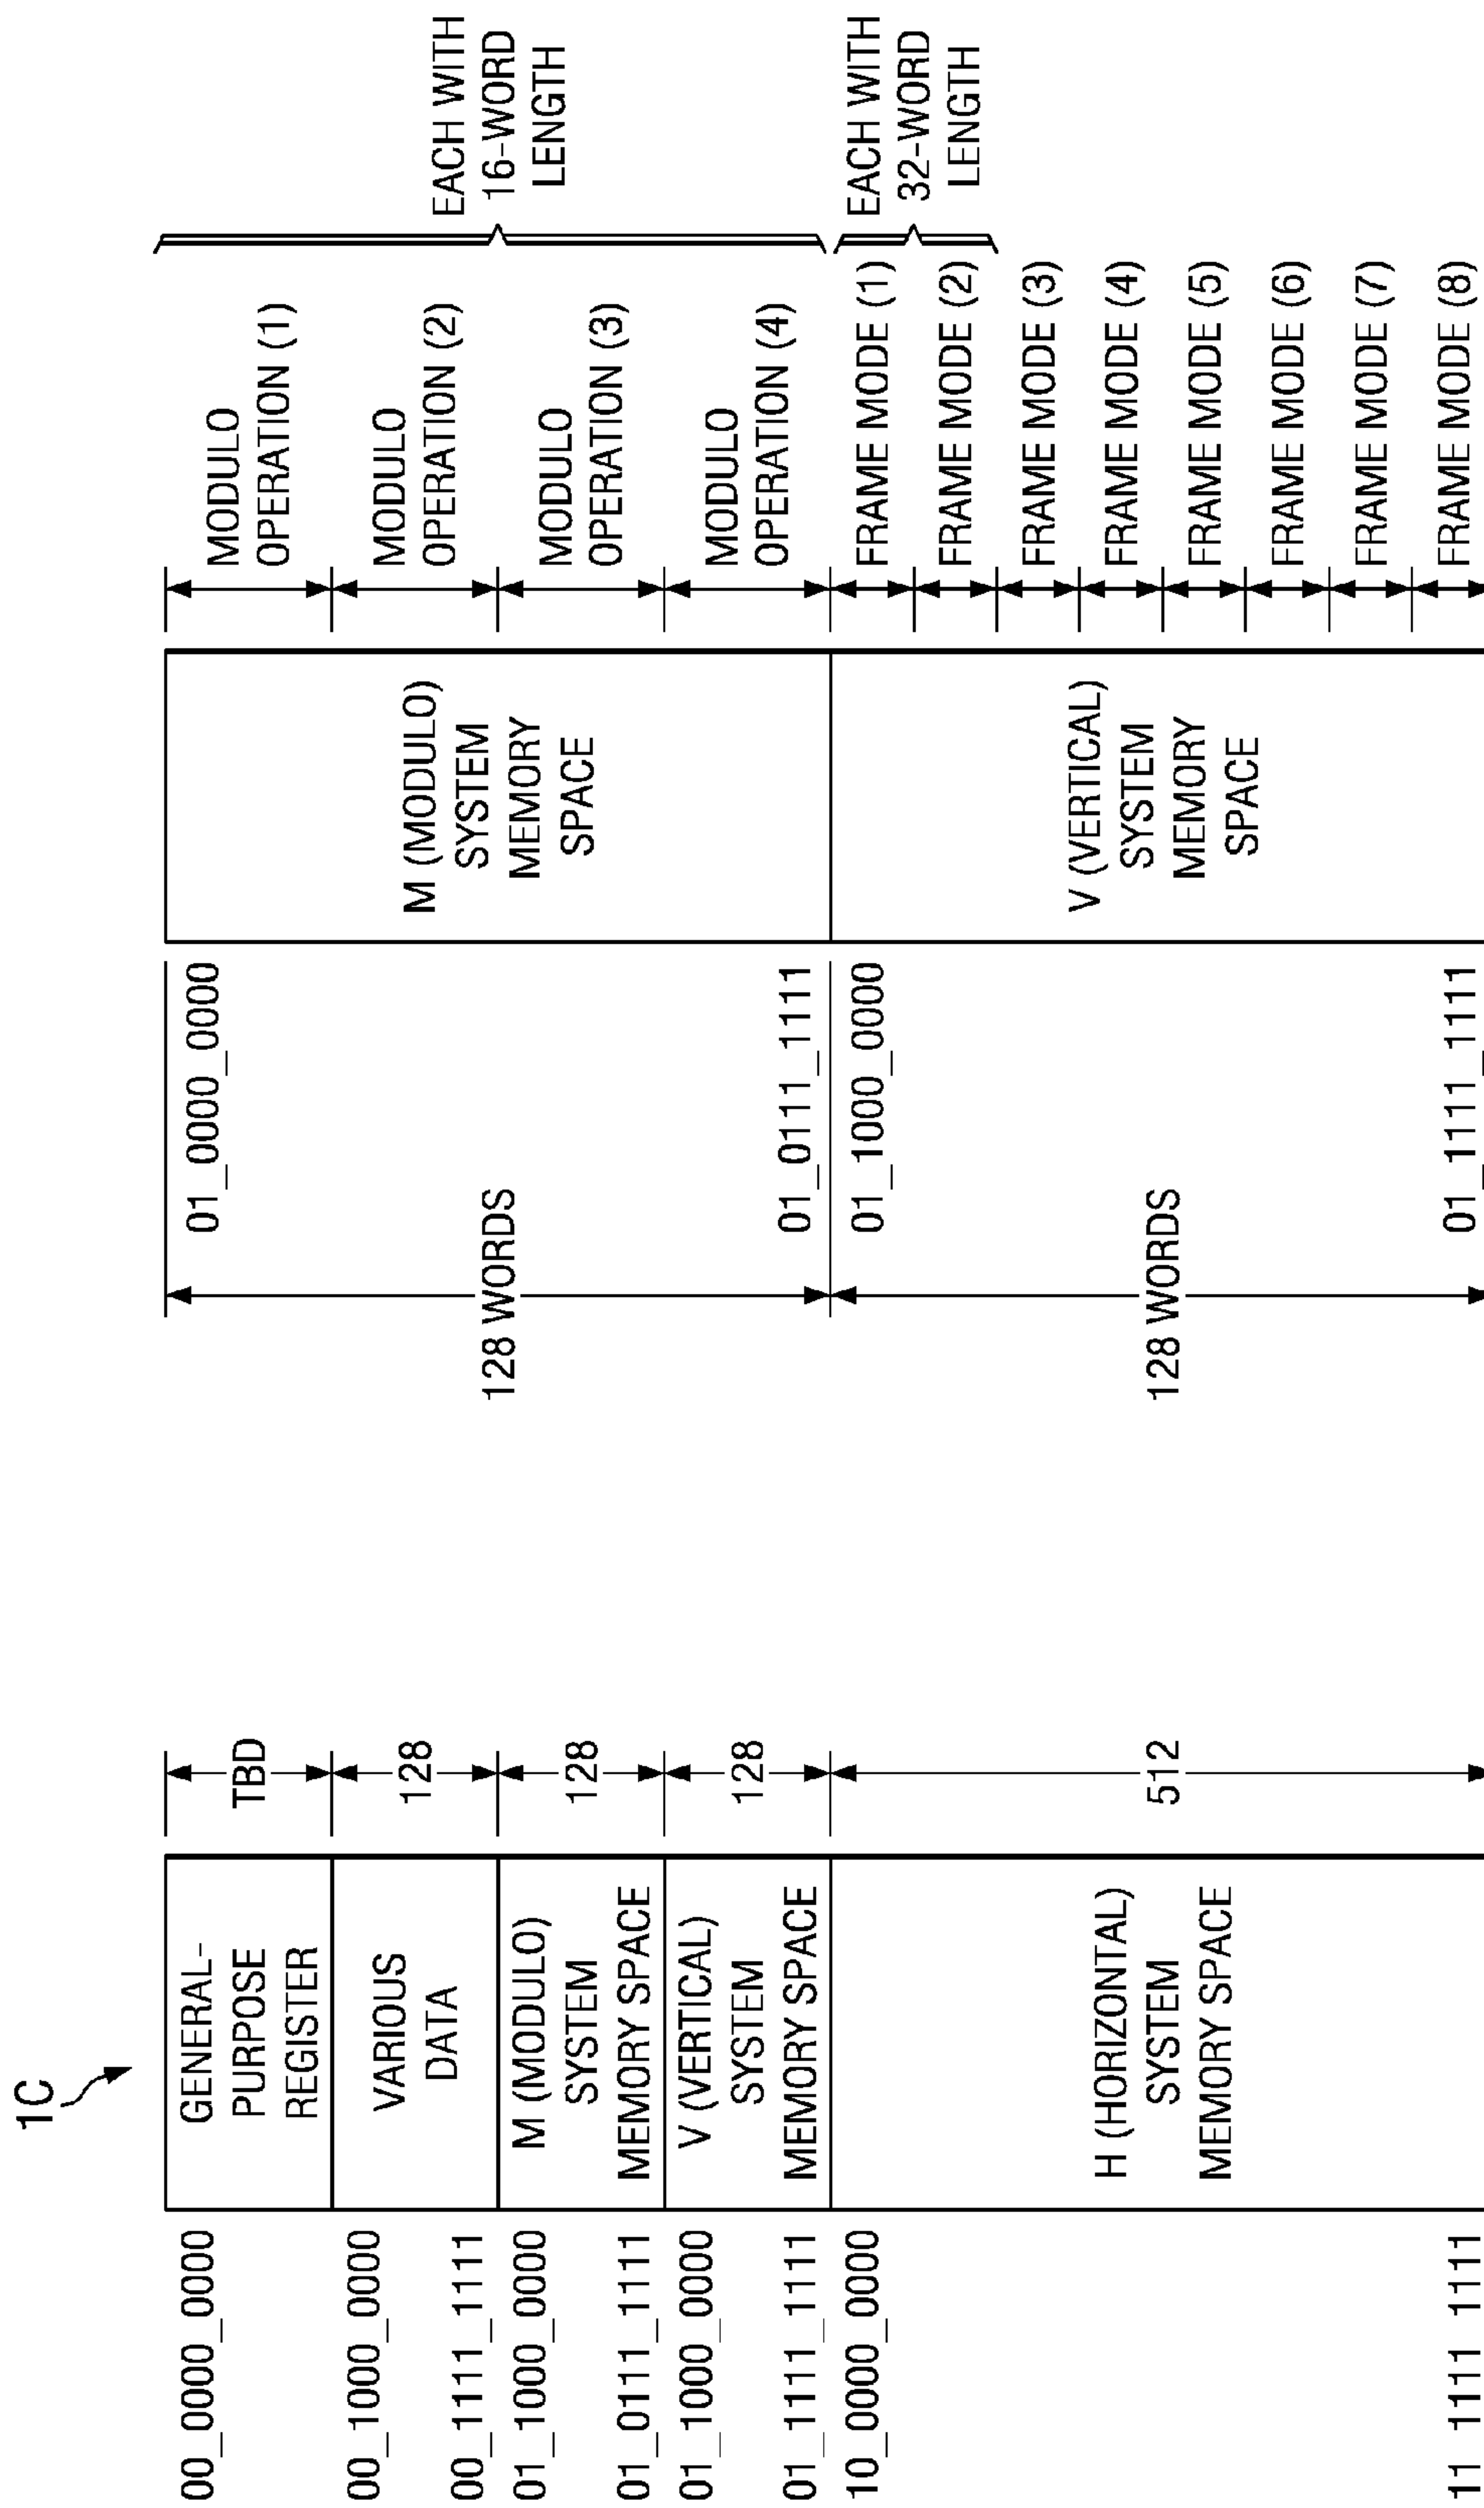 1C
00_0000_0000
00_1000_0000
00_1111_1111
01_1000_0000
01_0111_1111
01_1000_0000
01_1111_1111
10_0000_0000
11_1111_1111
GENERAL-
PURPOSE
REGISTER
VARIOUS
DATA
M (MODULO)
SYSTEM
MEMORY SPACE
V (VERTICAL)
SYSTEM
MEMORY SPACE
H (HORIZONTAL)
SYSTEM
MEMORY SPACE
TBD
128
128
128
512
128 WORDS
128 WORDS
01_0000_0000
01_0111_1111
01_1000_0000
01_1111_1111
M (MODULO)
SYSTEM
MEMORY
SPACE
V (VERTICAL)
SYSTEM
MEMORY
SPACE
MODULO
OPERATION (1)
MODULO
OPERATION (2)
MODULO
OPERATION (3)
MODULO
OPERATION (4)
FRAME MODE (1)
FRAME MODE (2)
FRAME MODE (3)
FRAME MODE (4)
FRAME MODE (5)
FRAME MODE (6)
FRAME MODE (7)
FRAME MODE (8)
EACH WITH
16-WORD
LENGTH
EACH WITH
32-WORD
LENGTH